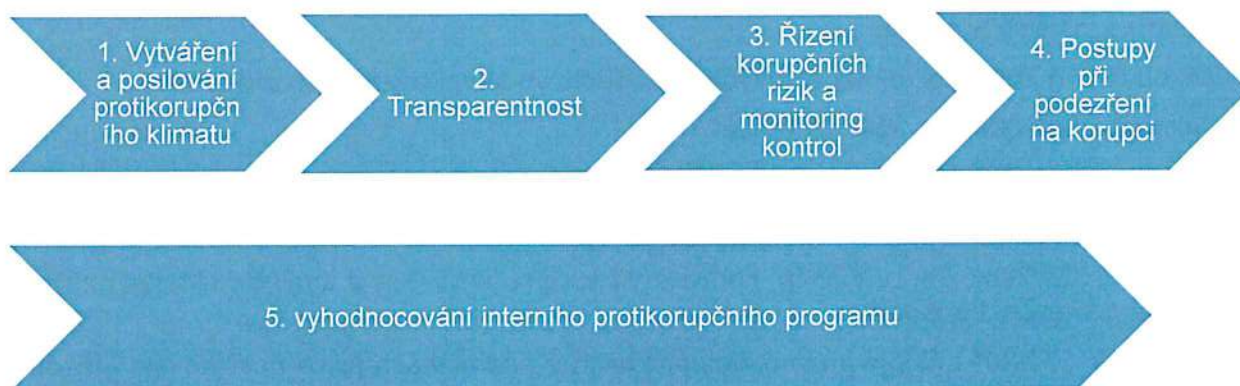 1. Vytváření
a posilování
protikorupčn
ího klimatu
2.
Transparentnost
3. Řízení
korupčních
rizik a
monitoring
kontrol
4. Postupy
při
podezření
na korupci
5. vyhodnocování interního protikorupčního programu